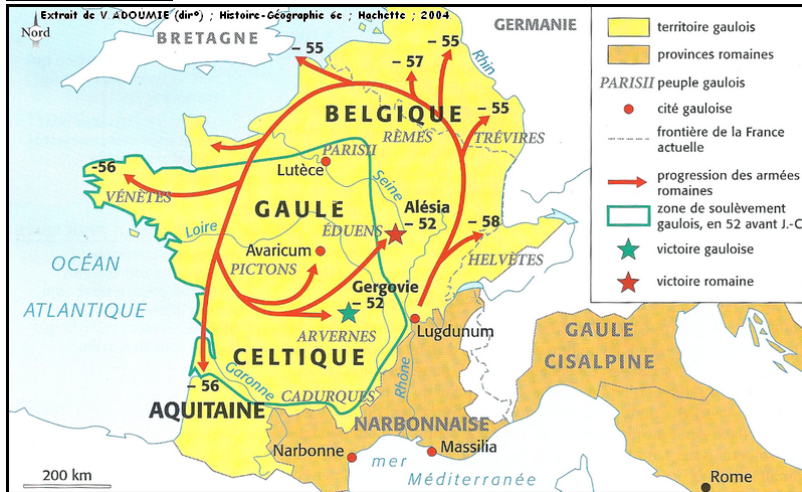 Extrait de V ADOUMIE (dir°) ; Histoire-Géographie 6e ; Hachette ; 2004.
Nord
BRETAGNE
GERMANIE
- 55
- 57
- 55
Rhin
BELGIQUE
- 55
RÈMES
TRÉVIRES
PARISII
Lutèce
-56
VÉNÈTES
Seine
GAULE
Alésia
- 52
- 58
ÉDUENS
Loire
Avaricum
HELVÈTES
PICTONS
OCÉAN
ATLANTIQUE
Gergovie
- 52
Lugdunum
ARVERNES
CELTIQUE
GAULE
CISALPINE
Garonne
Rhône
- 56
CADURQUES
AQUITAINE
NARBONNAISE
Narbonne
Massilia
mer
Méditerranée
200 km
Rome
territoire gaulois
provinces romaines
PARISII peuple gaulois
cité gauloise
frontière de la France
actuelle
progression des armées
romaines
zone de soulèvement
gaulois, en 52 avant J.-C
victoire gauloise
victoire romaine